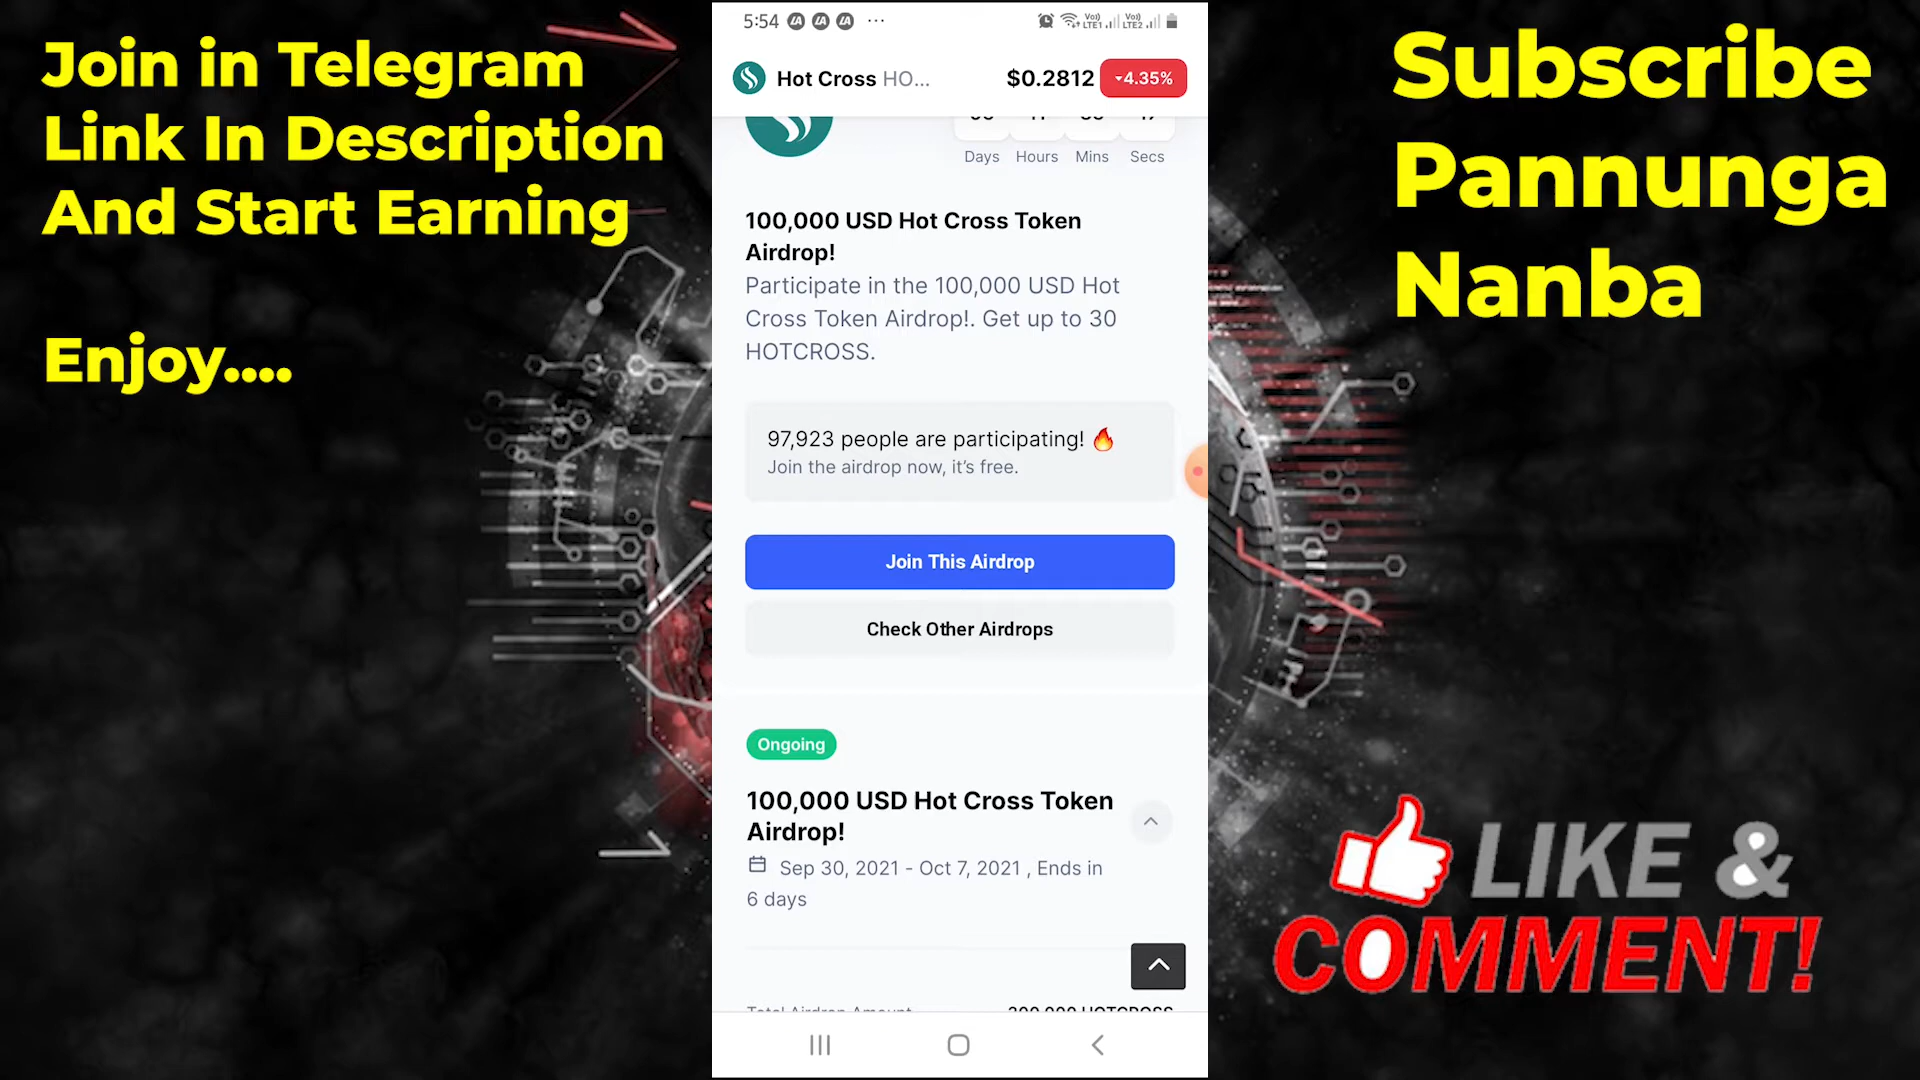 Join in Telegram
Link In Description
And Start Earning
Enjoy....
5:54
Hot Cross HO...
$0.2812
4.35%
Days Hours Mins Secs
100,000 USD Hot Cross Token
Airdrop!
Participate in the 100,000 USD Hot
Cross Token Airdrop!. Get up to 30
HOTCROSS.
97,923 people are participating! 🔥
Join the airdrop now, it's free.
Join This Airdrop
Check Other Airdrops
Ongoing
100,000 USD Hot Cross Token
Airdrop!
Sep 30, 2021 - Oct 7, 2021 , Ends in
6 days
Total Airdrop Amount
Subscribe
Pannunga
Nanba
LIKE &
COMMENT!